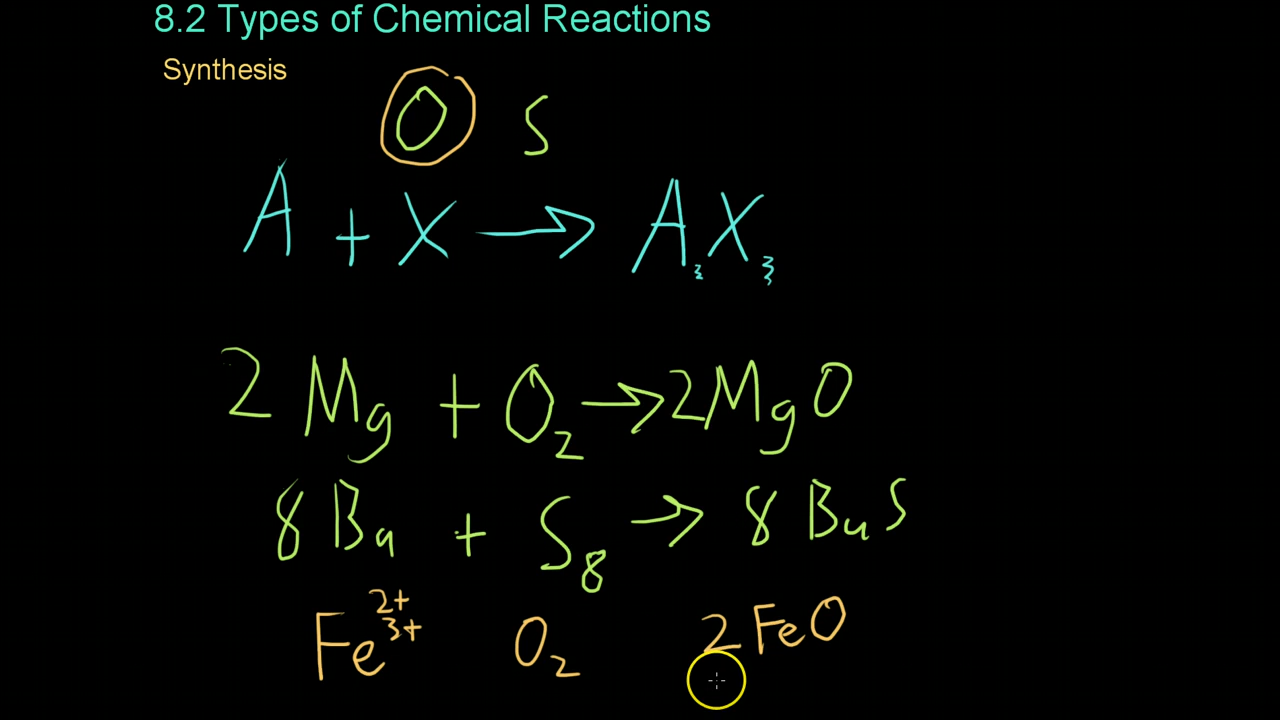 8.2 Types of Chemical Reactions
Synthesis
O S
A + X → AX
2 Mg + O₂ → 2MgO
8 Ba + S₈ → 8 BaS
Fe²⁺ ³⁺ O₂ 2FeO